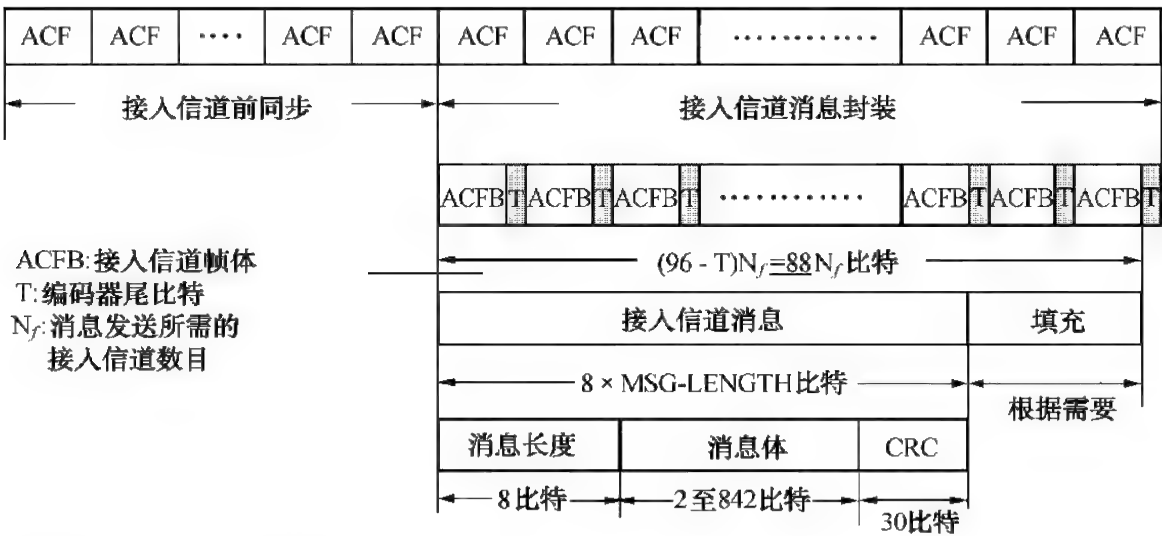 ACF ACF ···· ACF ACF ACF ACF ACF ············ ACF ACF ACF
接入信道前同步 接入信道消息封装
ACFB T ACFB T ACFB T ············ ACFB T ACFB T ACFB T
ACFB:接入信道帧体
T:编码器尾比特
Nf:消息发送所需的
接入信道数目
(96 - T)Nf=88Nf比特
接入信道消息 填充
8 × MSG-LENGTH比特
根据需要
消息长度 消息体 CRC
8比特 2至842比特 30比特